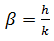 β = h/k